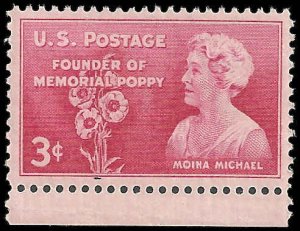 U.S. POSTAGE
FOUNDER OF
MEMORIAL POPPY
3¢
MOINA MICHAEL